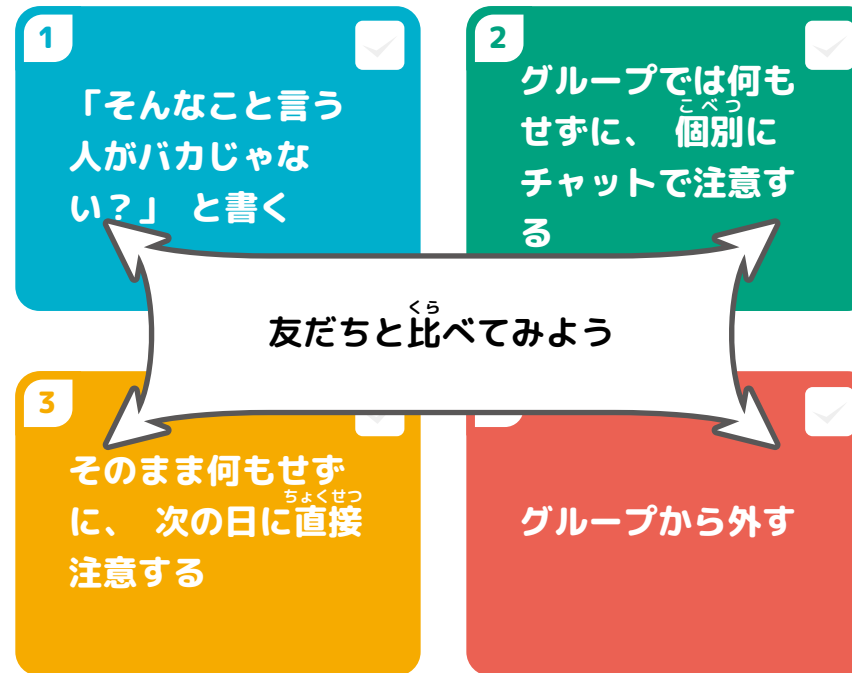 1
「そんなこと言う
人がバカじゃな
い？」 と書く
2
グループでは何も
こべつ
せずに、 個別に
チャットで注意す
る
くら
友だちと比べてみよう
3
そのまま何もせず
ちょくせつ
に、 次の日に直接
注意する
グループから外す